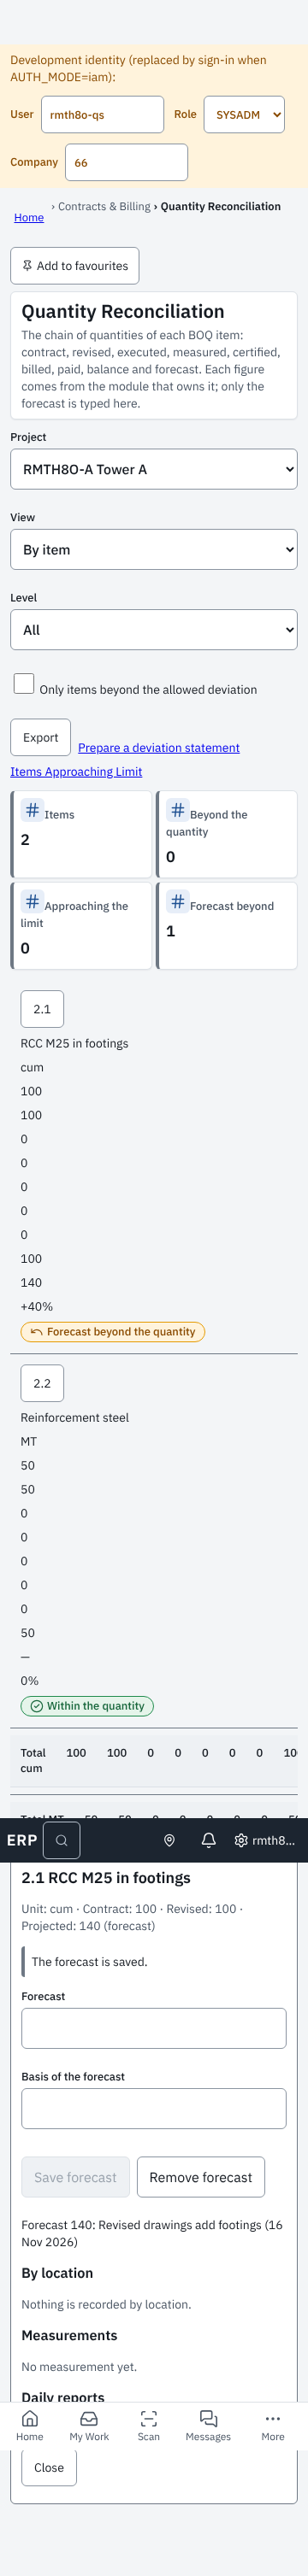 Development identity (replaced by sign-in when
AUTH_MODE=iam):
User rmth8o-qs Role SYSADM
Company 66
Home › Contracts & Billing › Quantity Reconciliation
Add to favourites
Quantity Reconciliation
The chain of quantities of each BOQ item:
contract, revised, executed, measured, certified,
billed, paid, balance and forecast. Each figure
comes from the module that owns it; only the
forecast is typed here.
Project
RMTH8O-A Tower A
View
By item
Level
All
Only items beyond the allowed deviation
Export Prepare a deviation statement
Items Approaching Limit
Items
2
Beyond the
quantity
0
Approaching the
limit
0
Forecast beyond
1
2.1
RCC M25 in footings
cum
100
100
0
0
0
0
0
100
140
+40%
Forecast beyond the quantity
2.2
Reinforcement steel
MT
50
50
0
0
0
0
0
50
—
0%
Within the quantity
Total 100 100 0 0 0 0 0 100
cum
ERP rmth8...
2.1 RCC M25 in footings
Unit: cum · Contract: 100 · Revised: 100 ·
Projected: 140 (forecast)
The forecast is saved.
Forecast
Basis of the forecast
Save forecast Remove forecast
Forecast 140: Revised drawings add footings (16
Nov 2026)
By location
Nothing is recorded by location.
Measurements
No measurement yet.
Daily reports
Home My Work Scan Messages More
Close